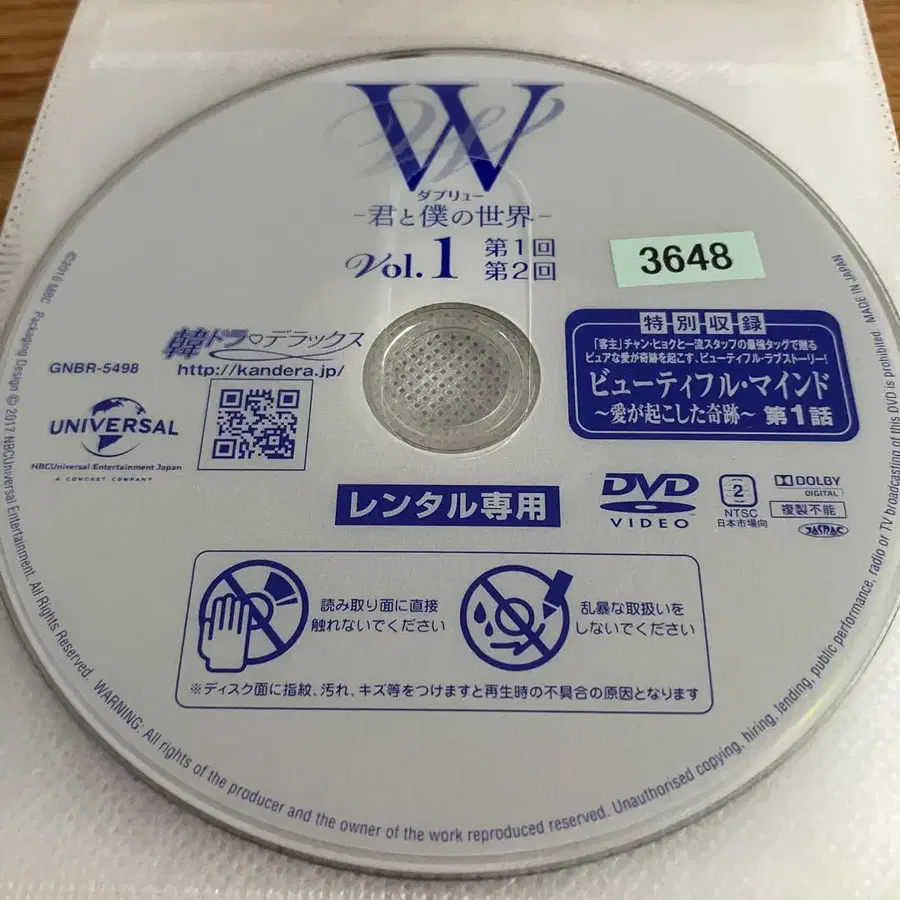 W
ダブリュー
-君と僕の世界-
Vol.1 第1回
第2回
3648
特別収録
「客主」チャン・ヒョクと一流スタッフの最強タッグで贈る
ピュアな愛が奇跡を起こす、ビューティフル・ラブストーリー!
ビューティフル・マインド
~愛が起こした奇跡~ 第1話
韓ドラ♡デラックス
http://kandera.jp/
GNBR-5498
UNIVERSAL
NBCUniversal Entertainment Japan
A COMCAST COMPANY
レンタル専用
DVD
VIDEO
2
NTSC
日本市場向
DOLBY
DIGITAL
複製不能
JASRAC
読み取り面に直接
触れないでください
乱暴な取扱いを
しないでください
※ディスク面に指紋、汚れ、キズ等をつけますと再生時の不具合の原因となります
©2016 MBC Packaging Design © 2017 NBCUniversal Entertainment. All Rights Reserved. WARNING: All rights of the producer and the owner of the work reproduced reserved. Unauthorised copying, hiring, lending, public performance, radio or TV broadcasting of this DVD is prohibited. MADE IN JAPAN